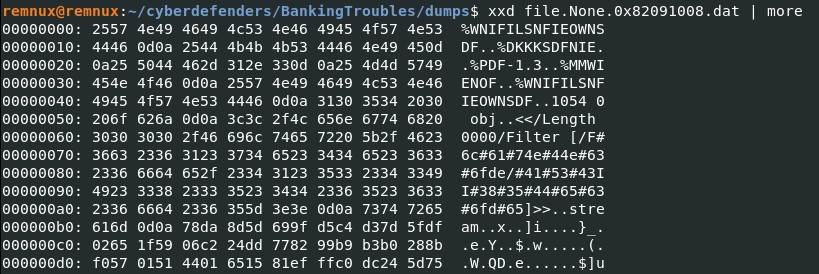 remnux@remnux:~/cyberdefenders/BankingTroubles/dumps$ xxd file.None.0x82091008.dat | more
00000000: 2557 4e49 4649 4c53 4e46 4945 4f57 4e53  %WNIFILSNFIEOWNS
00000010: 4446 0d0a 2544 4b4b 4b53 4446 4e49 450d  DF..%DKKKSDFNIE.
00000020: 0a25 5044 462d 312e 330d 0a25 4d4d 5749  .%PDF-1.3..%MMWI
00000030: 454e 4f46 0d0a 2557 4e49 4649 4c53 4e46  ENOF..%WNIFILSNF
00000040: 4945 4f57 4e53 4446 0d0a 3130 3534 2030  IEOWNSDF..1054 0
00000050: 206f 626a 0d0a 3c3c 2f4c 656e 6774 6820   obj..<</Length 
00000060: 3030 3030 2f46 696c 7465 7220 5b2f 4623  0000/Filter [/F#
00000070: 3663 2336 3123 3734 6523 3434 6523 3633  6c#61#74e#44e#63
00000080: 2336 6664 652f 2334 3123 3533 2334 3349  #6fde/#41#53#43I
00000090: 4923 3338 2333 3523 3434 2336 3523 3633  I#38#35#44#65#63
000000a0: 2336 6664 2336 355d 3e3e 0d0a 7374 7265  #6fd#65]>>..stre
000000b0: 616d 0d0a 78da 8d5d 699f d5c4 d37d 5fdf  am..x..]i....}_.
000000c0: 0265 1f59 06c2 24dd 7782 99b9 b3b0 288b  .e.Y..$.w.....(.
000000d0: f057 0151 4401 6515 81ef ffc0 dc24 5d75  .W.QD.e......$]u